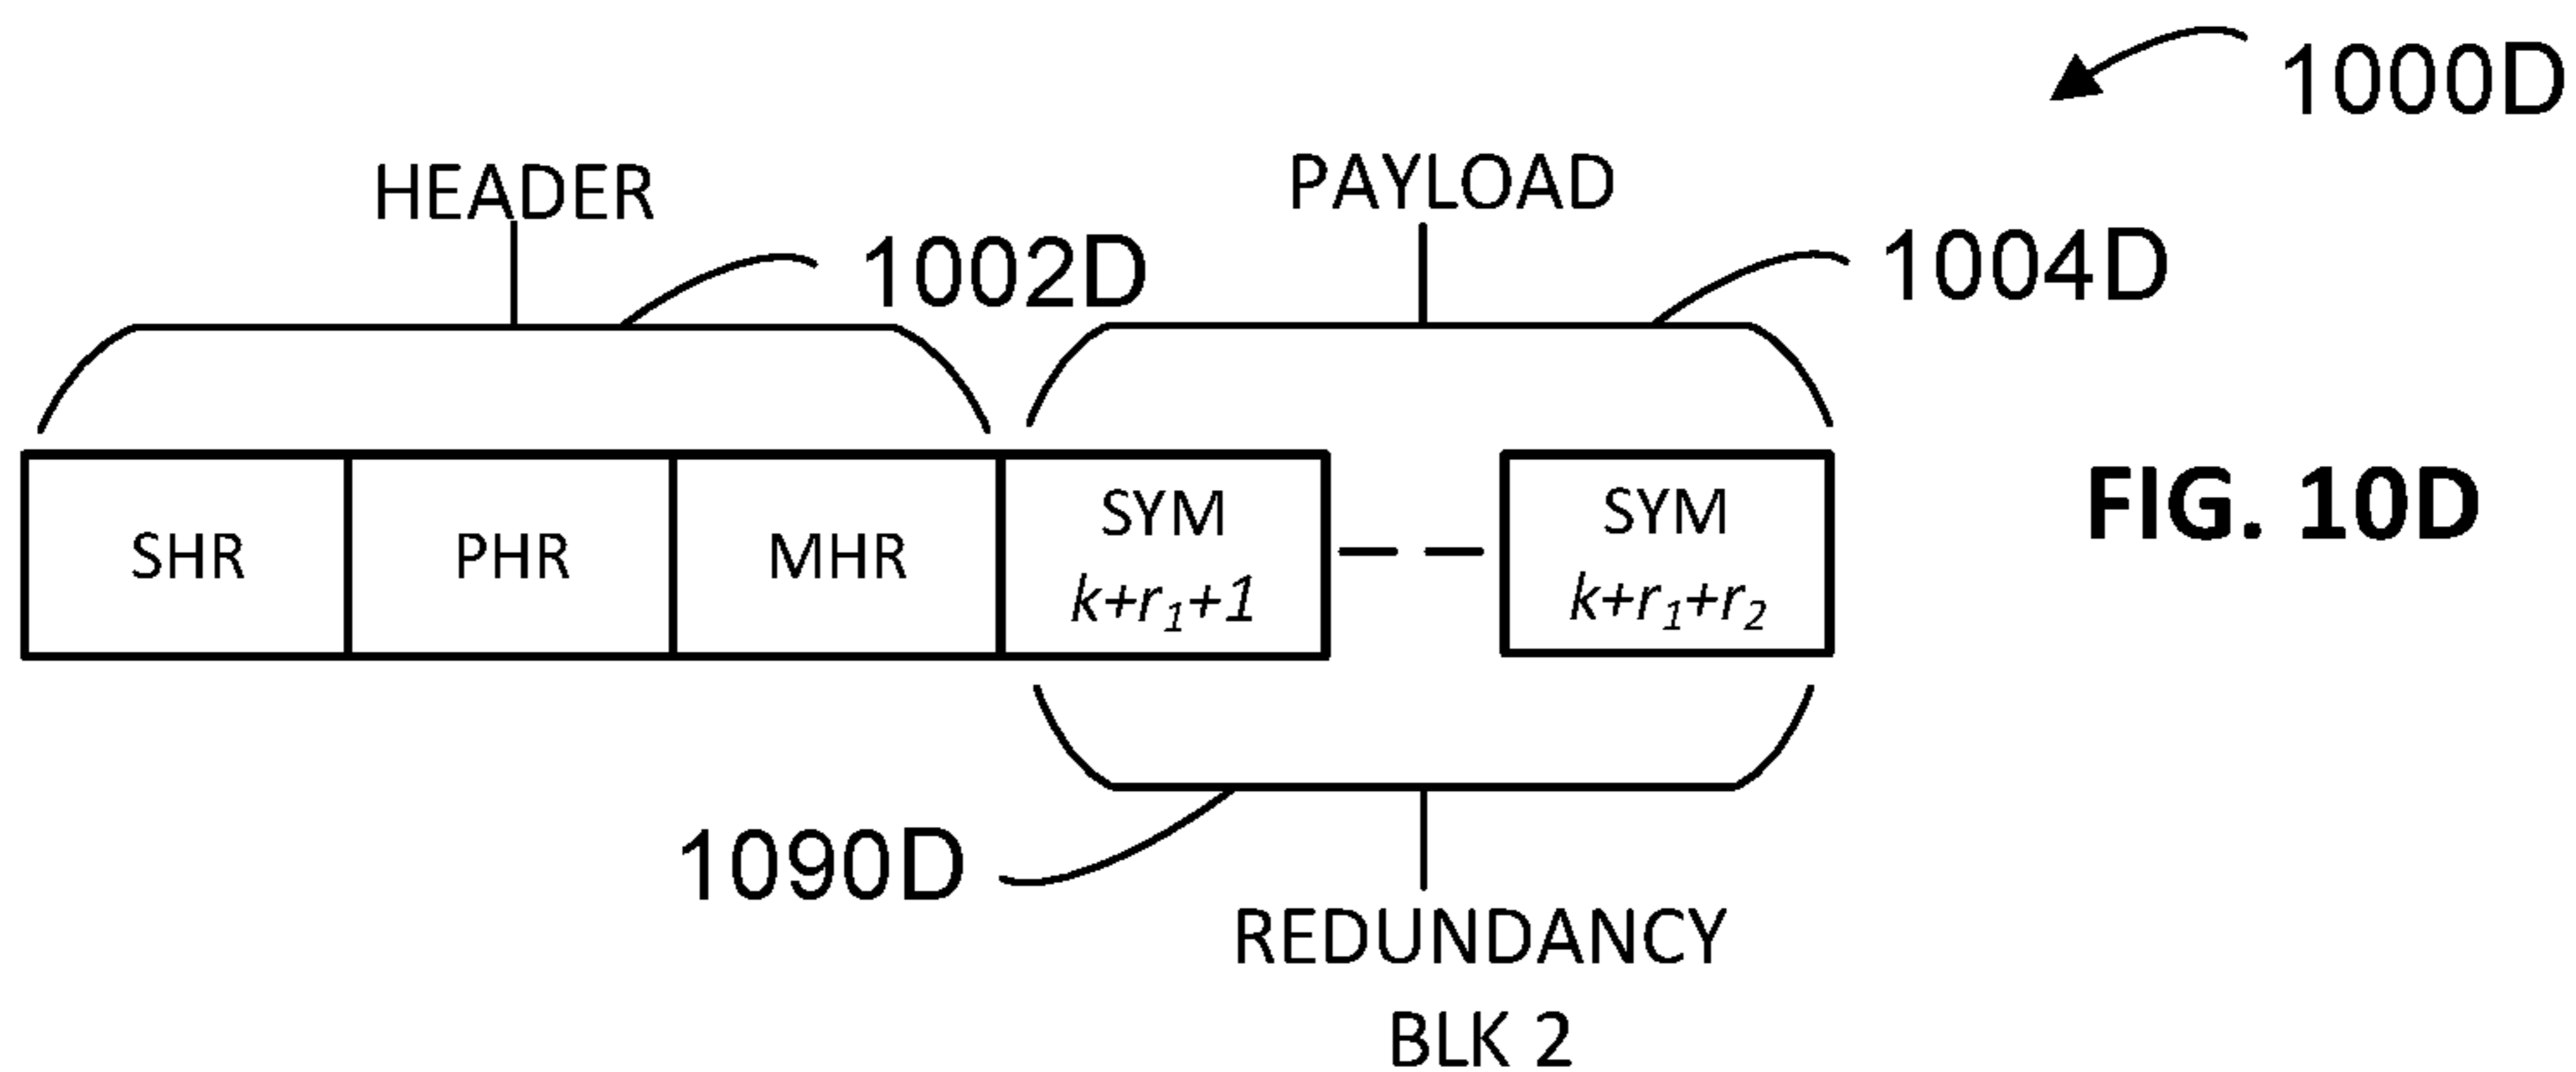 1000D
HEADER
PAYLOAD
1002D
1004D
SHR
PHR
MHR
SYM
k+r₁+1
SYM
k+r₁+r₂
FIG. 10D
1090D
REDUNDANCY
BLK 2